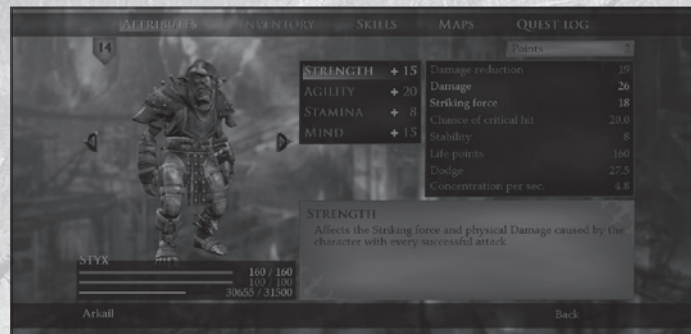 ATTRIBUTES INVENTORY SKILLS MAPS QUEST LOG
14
Points 2
STRENGTH + 15
AGILITY + 20
STAMINA + 8
MIND + 15
Damage reduction 19
Damage 26
Striking force 18
Chance of critical hit 20.0
Stability 8
Life points 160
Dodge 27.5
Concentration per sec. 4.8
STRENGTH
Affects the Striking force and physical Damage caused by the
character with every successful attack
STYX
160 / 160
100 / 100
30655 / 31500
Arkail Back